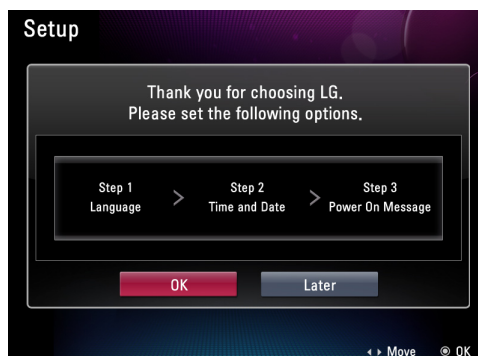 Setup
Thank you for choosing LG.
Please set the following options.
Step 1 > Step 2 > Step 3
Language Time and Date Power On Message
OK Later
◂ ▸ Move ◉ OK